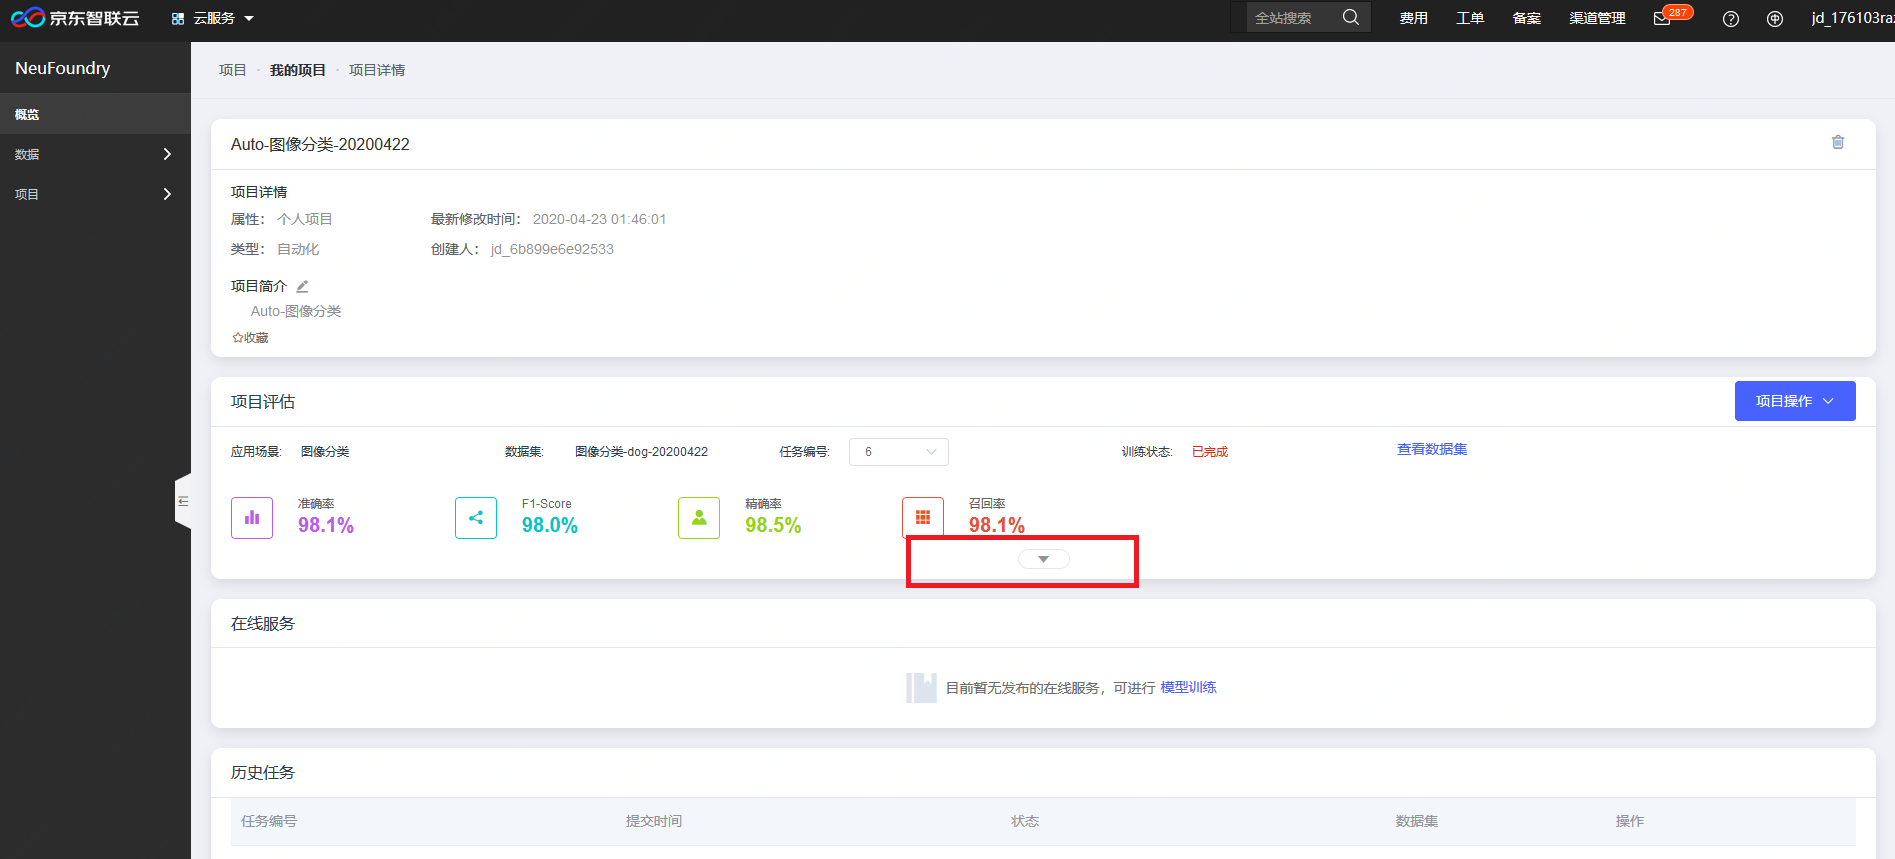 京东智联云 云服务 全站搜索 费用 工单 备案 渠道管理 287 jd_176103raz
NeuFoundry
概览
数据
项目
项目 · 我的项目 · 项目详情
Auto-图像分类-20200422
项目详情
属性： 个人项目 最新修改时间： 2020-04-23 01:46:01
类型： 自动化 创建人： jd_6b899e6e92533
项目简介
Auto-图像分类
收藏
项目评估 项目操作
应用场景: 图像分类 数据集: 图像分类-dog-20200422 任务编号: 6 训练状态: 已完成 查看数据集
准确率 F1-Score 精确率 召回率
98.1% 98.0% 98.5% 98.1%
在线服务
目前暂无发布的在线服务，可进行 模型训练
历史任务
任务编号 提交时间 状态 数据集 操作